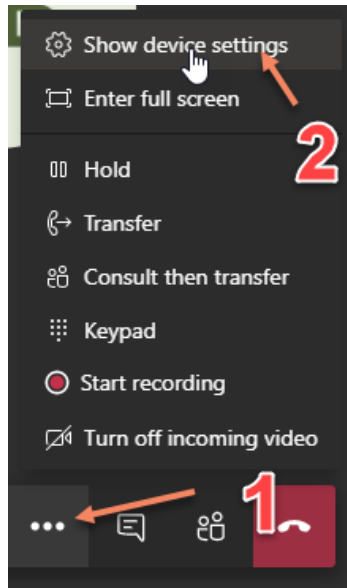 Show device settings
Enter full screen
2
Hold
Transfer
Consult then transfer
Keypad
Start recording
Turn off incoming video
1